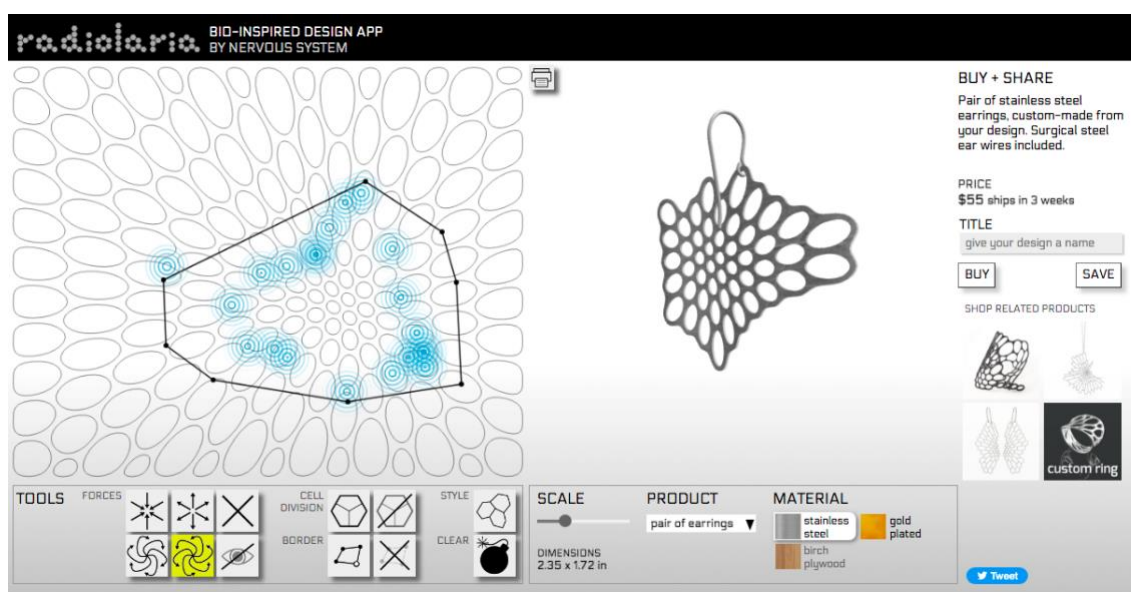 radiolaria
BIO-INSPIRED DESIGN APP
BY NERVOUS SYSTEM
BUY + SHARE
Pair of stainless steel
earrings, custom-made from
your design. Surgical steel
ear wires included.
PRICE
$55 ships in 3 weeks
TITLE
give your design a name
BUY
SAVE
SHOP RELATED PRODUCTS
custom ring
TOOLS
FORCES
CELL
DIVISION
STYLE
BORDER
CLEAR
SCALE
DIMENSIONS
2.35 x 1.72 in
PRODUCT
pair of earrings
MATERIAL
stainless
steel
gold
plated
birch
plywood
Tweet